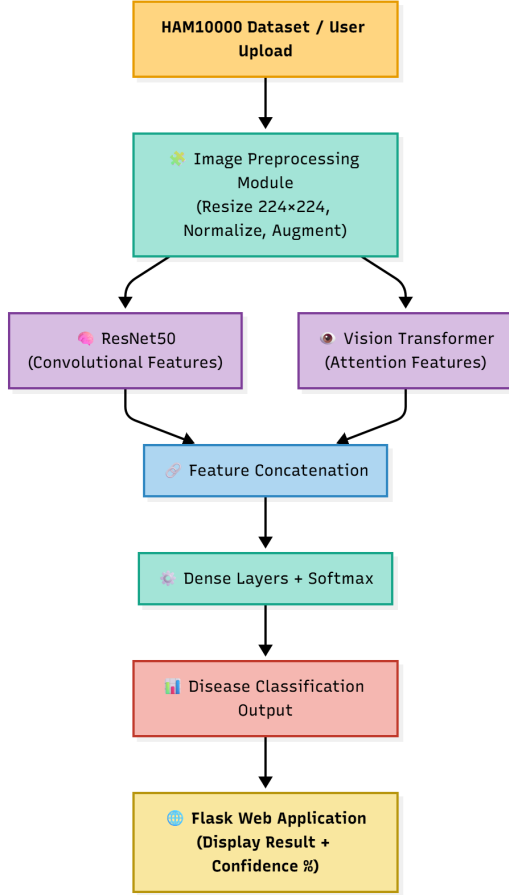 HAM10000 Dataset / User
Upload
🧩 Image Preprocessing
Module
(Resize 224×224,
Normalize, Augment)
🧠 ResNet50
(Convolutional Features)
👁️ Vision Transformer
(Attention Features)
🔗 Feature Concatenation
⚙️ Dense Layers + Softmax
📊 Disease Classification
Output
🌐 Flask Web Application
(Display Result +
Confidence %)